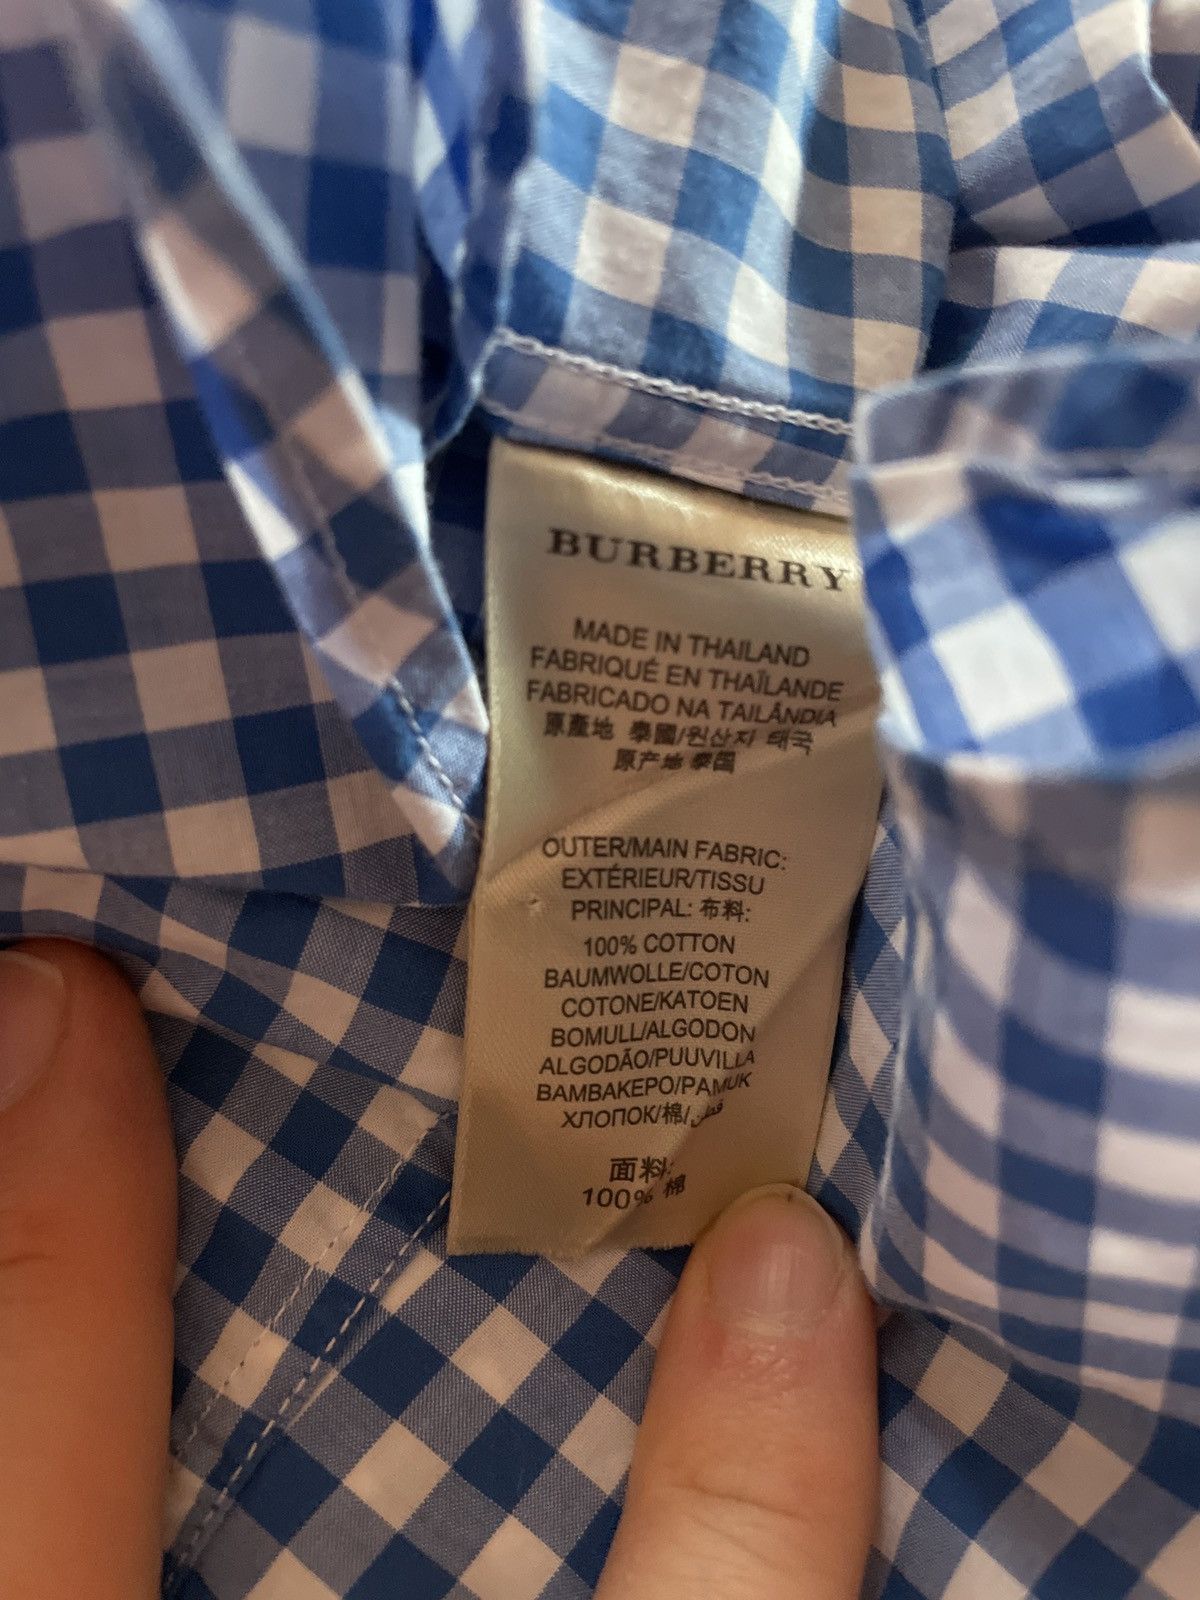 BURBERRY
MADE IN THAILAND
FABRIQUÉ EN THAÏLANDE
FABRICADO NA TAILÂNDIA
原產地 泰國/원산지 태국
原产地 泰国
OUTER/MAIN FABRIC:
EXTÉRIEUR/TISSU
PRINCIPAL: 布料:
100% COTTON
BAUMWOLLE/COTON
COTONE/KATOEN
BOMULL/ALGODON
ALGODÃO/PUUVILLA
ΒΑΜΒΑΚΕΡΟ/PAMUK
ХЛОПОК/棉/قطن
面料:
100% 棉